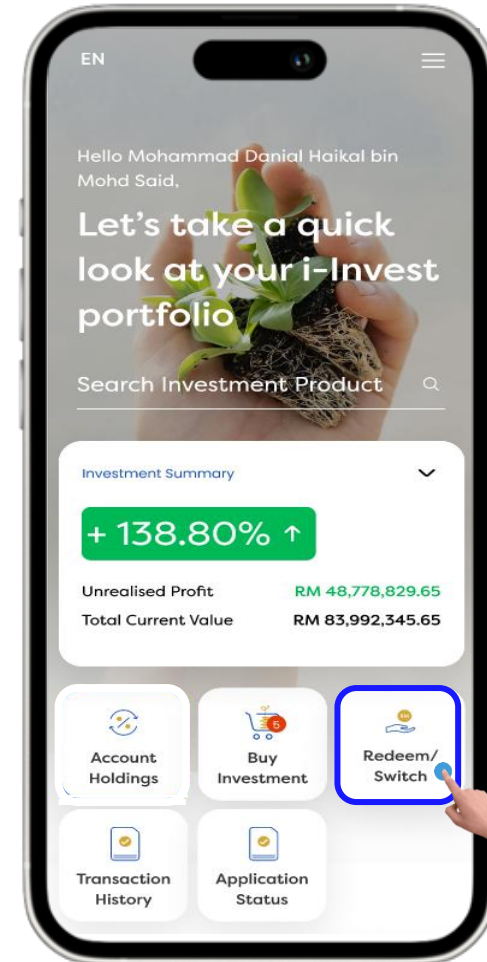 EN
Hello Mohammad Danial Haikal bin
Mohd Said,
Let's take a quick
look at your i-Invest
portfolio
Search Investment Product
Investment Summary
+ 138.80% ↑
Unrealised Profit RM 48,778,829.65
Total Current Value RM 83,992,345.65
Account
Holdings
5
Buy
Investment
RM
Redeem/
Switch
Transaction
History
Application
Status